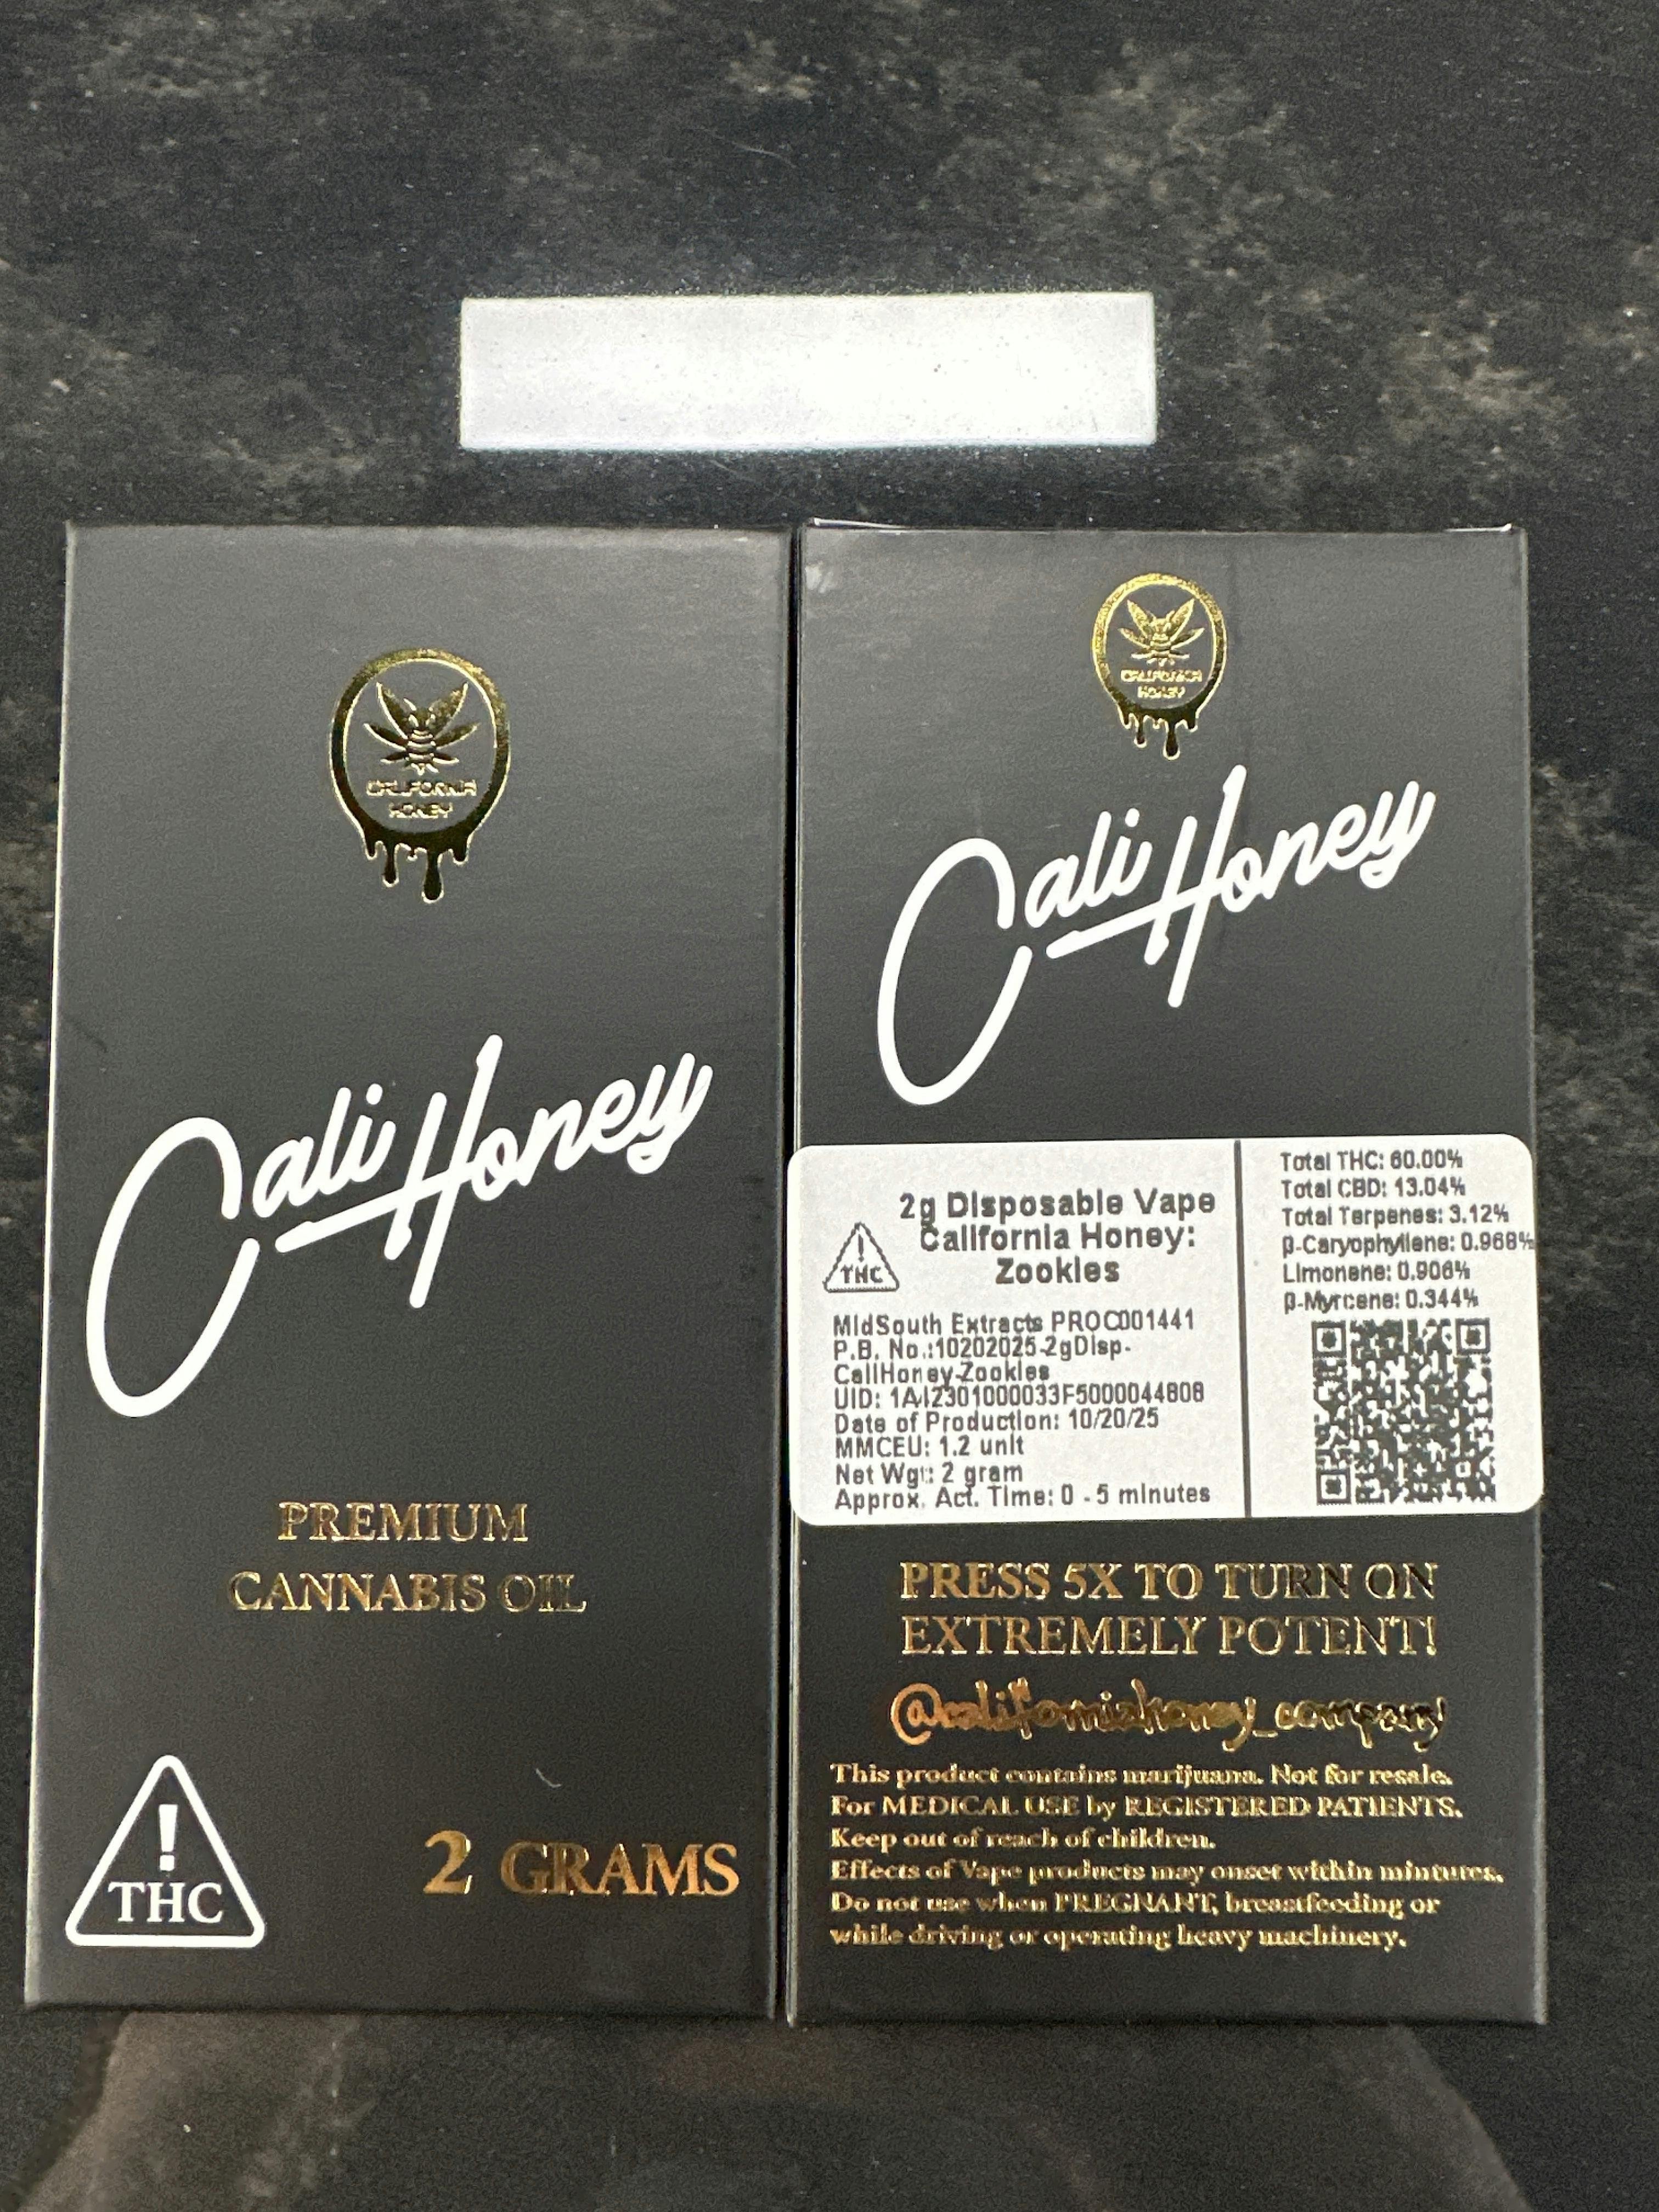 CALIFORNIA
HONEY
Cali Honey
PREMIUM
CANNABIS OIL
!
THC
2 GRAMS
CALIFORNIA
HONEY
Cali Honey
2g Disposable Vape
California Honey:
Zookies
!
THC
MidSouth Extracts PROC001441
P.B. No.:10202025-2gDisp-
CaliHoney-Zookies
UID: 1A42301000033F5000044808
Date of Production: 10/20/25
MMCEU: 1.2 unit
Net Wgt: 2 gram
Approx. Act. Time: 0 - 5 minutes
Total THC: 60.00%
Total CBD: 13.04%
Total Terpenes: 3.12%
β-Caryophyllene: 0.968%
Limonene: 0.906%
β-Myrcene: 0.344%
PRESS 5X TO TURN ON
EXTREMELY POTENT!
@californiahoney_company
This product contains marijuana. Not for resale.
For MEDICAL USE by REGISTERED PATIENTS.
Keep out of reach of children.
Effects of Vape products may onset within mintures.
Do not use when PREGNANT, breastfeeding or
while driving or operating heavy machinery.